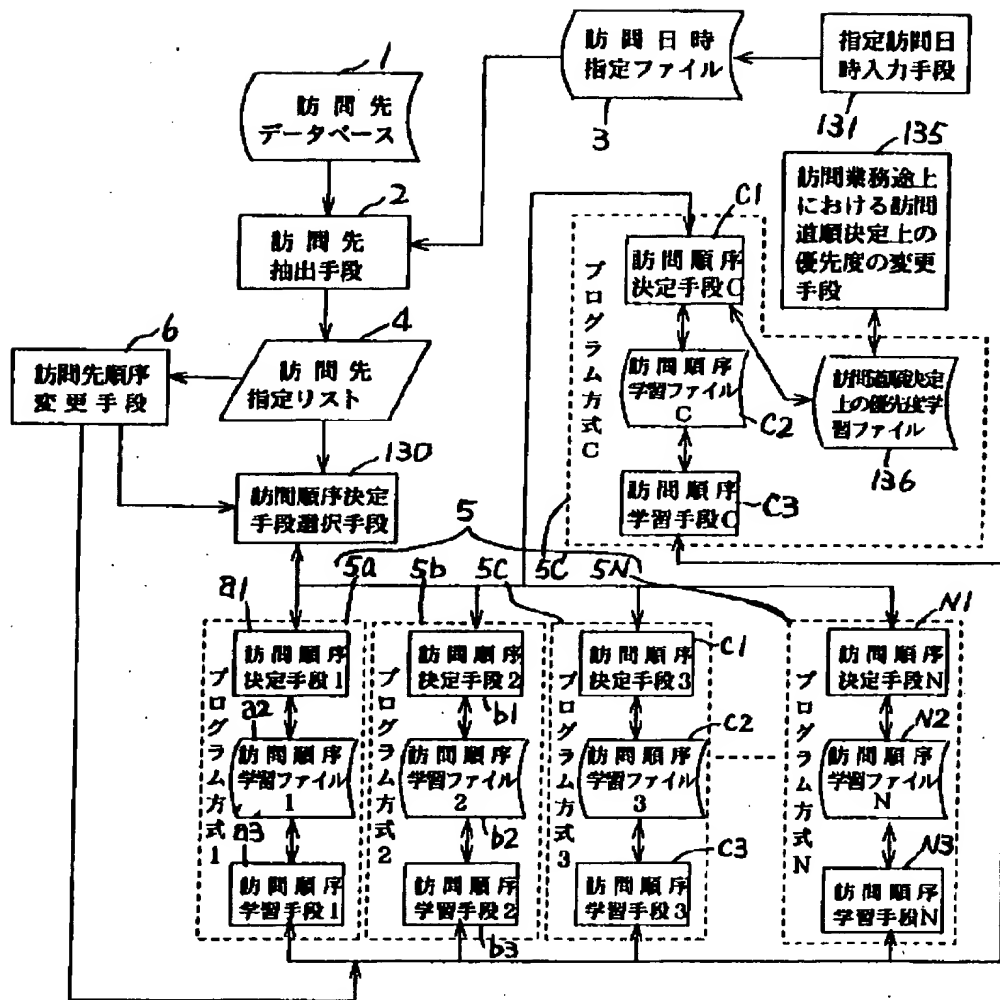 1
訪問先
データベース
訪問日時
指定ファイル
3
指定訪問日
時入力手段
131
2
訪問先
抽出手段
135
訪問業務途上
における訪問
道順決定上の
優先度の変更
手段
C1
訪問順序
決定手段C
プログラム方式C
訪問順序
学習ファイル
C
C2
訪問道順決定
上の優先度学
習ファイル
136
訪問順序
学習手段C
C3
6
訪問先順序
変更手段
4
訪問先
指定リスト
130
訪問順序決定
手段選択手段
5
5a
5b
5C
5C
5N
a1
訪問順序
決定手段1
プログラム方式1
a2
訪問順序
学習ファイル
1
a3
訪問順序
学習手段1
訪問順序
決定手段2
b1
プログラム方式2
訪問順序
学習ファイル
2
b2
訪問順序
学習手段2
b3
C1
訪問順序
決定手段3
プログラム方式3
C2
訪問順序
学習ファイル
3
C3
訪問順序
学習手段3
N1
訪問順序
決定手段N
プログラム方式N
N2
訪問順序
学習ファイル
N
N3
訪問順序
学習手段N